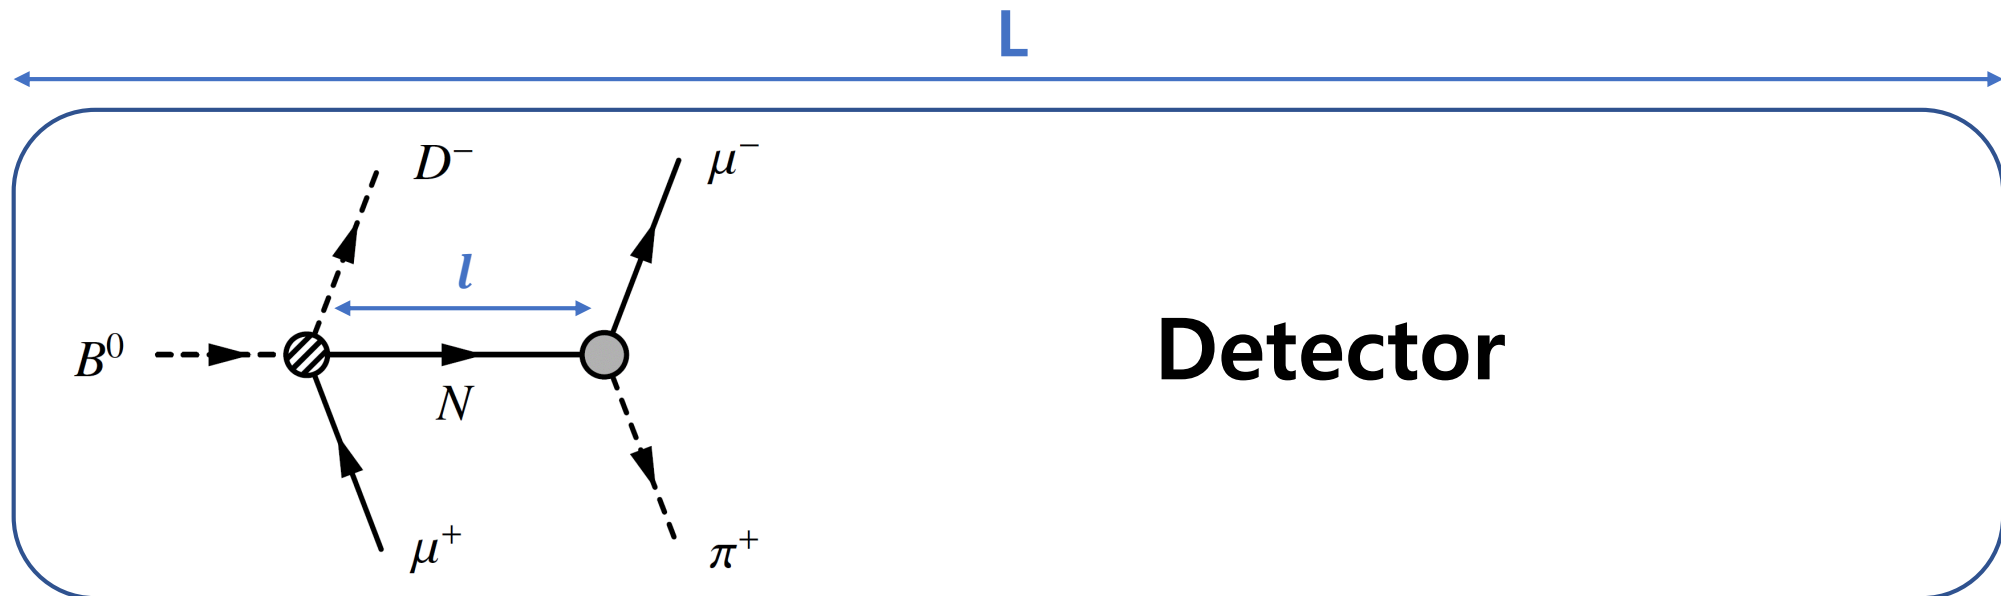 L
D⁻
μ⁻
l
B⁰
N
Detector
μ⁺
π⁺